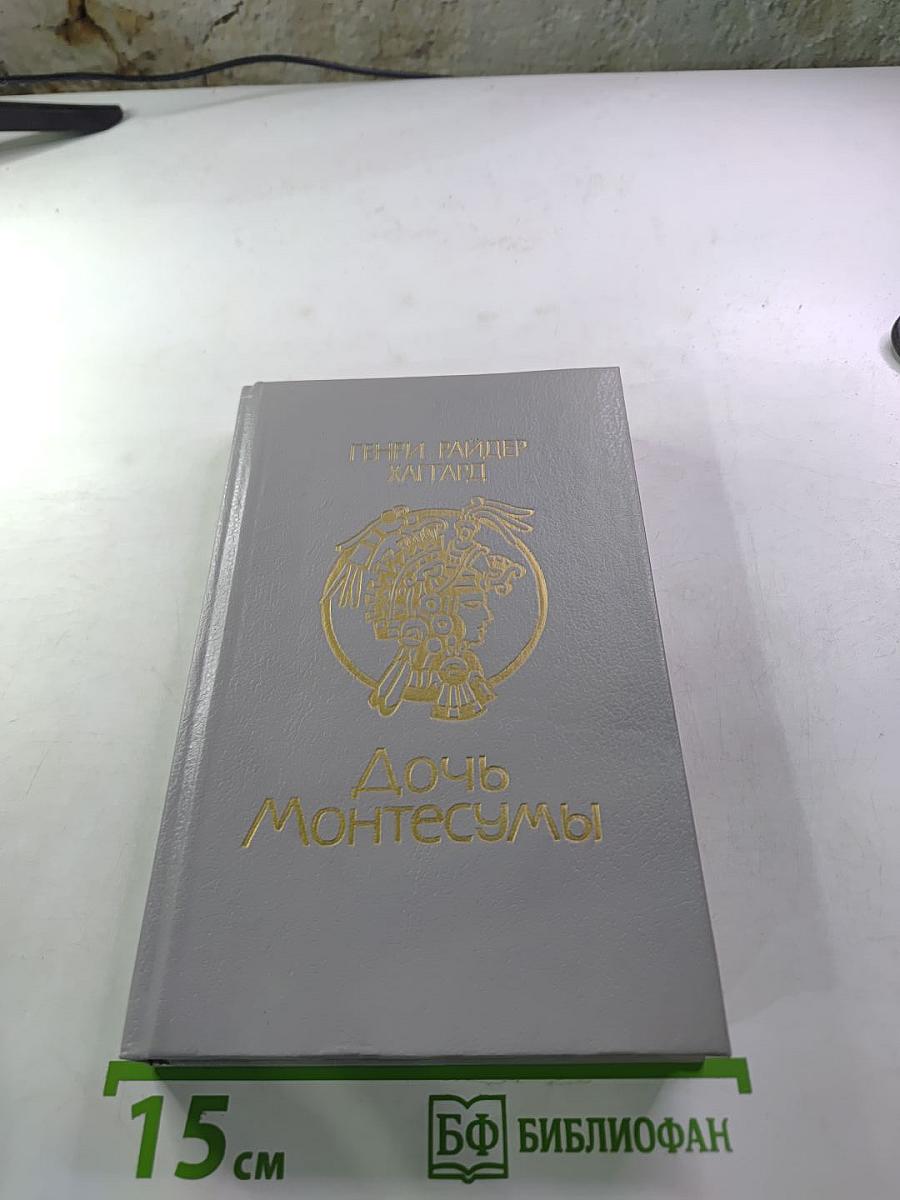 ГЕНРИ РАЙДЕР
ХАГГАРД
Дочь
Монтесумы
15 см
БФ БИБЛИОФАН